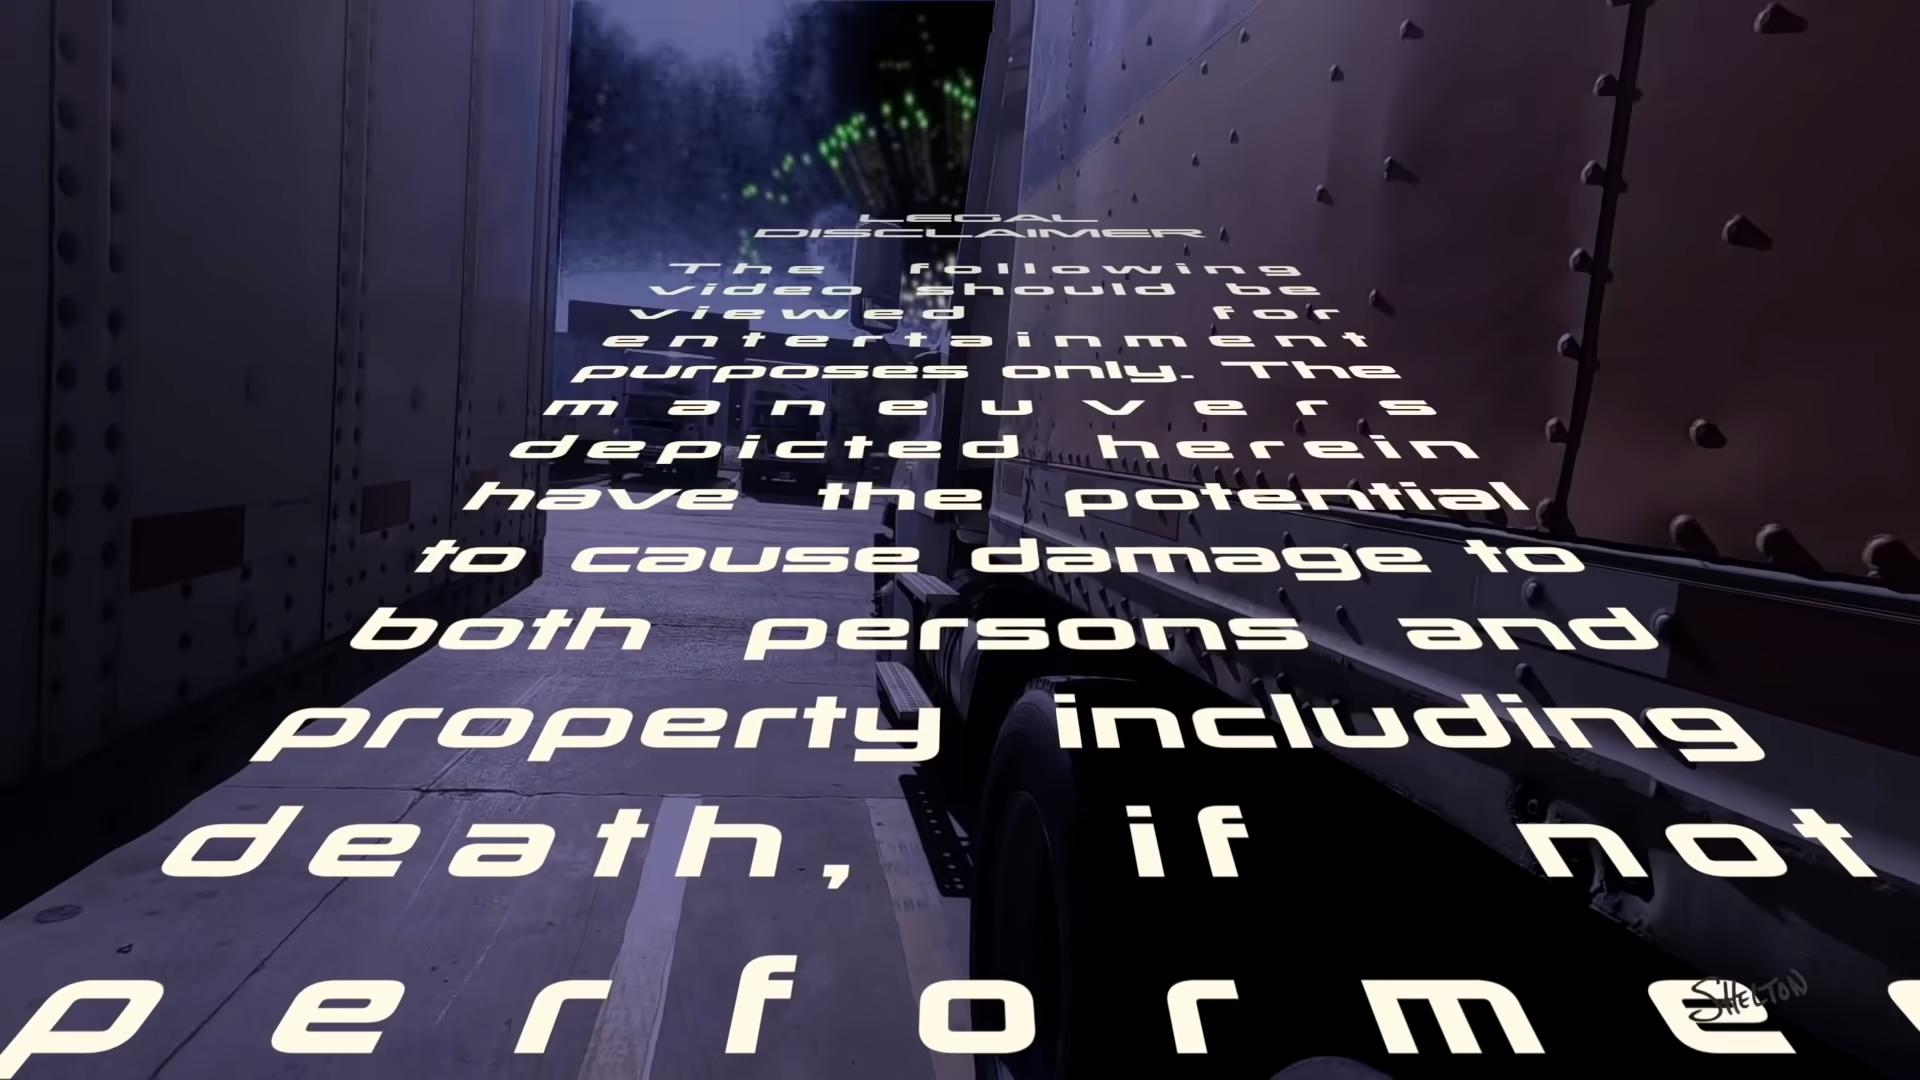 LEGAL
DISCLAIMER
The following
video should be
viewed for
entertainment
purposes only. The
maneuvers
depicted herein
have the potential
to cause damage to
both persons and
property including
death, if not
performe
SHELTON